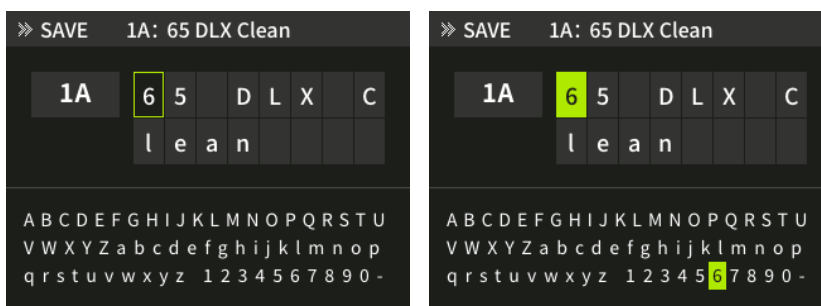 SAVE 1A: 65 DLX Clean
1A 6 5 D L X C
l e a n
A B C D E F G H I J K L M N O P Q R S T U
V W X Y Z a b c d e f g h i j k l m n o p
q r s t u v w x y z 1 2 3 4 5 6 7 8 9 0 -
SAVE 1A: 65 DLX Clean
1A 6 5 D L X C
l e a n
A B C D E F G H I J K L M N O P Q R S T U
V W X Y Z a b c d e f g h i j k l m n o p
q r s t u v w x y z 1 2 3 4 5 6 7 8 9 0 -